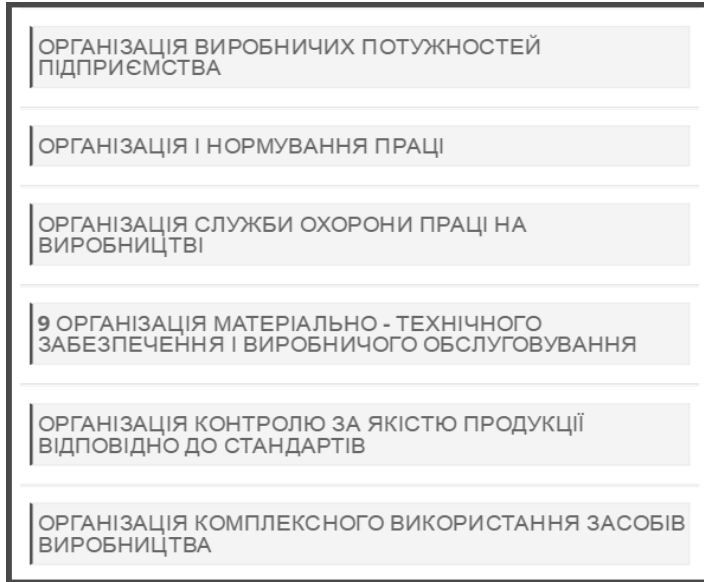 ОРГАНІЗАЦІЯ ВИРОБНИЧИХ ПОТУЖНОСТЕЙ
ПІДПРИЄМСТВА
ОРГАНІЗАЦІЯ І НОРМУВАННЯ ПРАЦІ
ОРГАНІЗАЦІЯ СЛУЖБИ ОХОРОНИ ПРАЦІ НА
ВИРОБНИЦТВІ
9 ОРГАНІЗАЦІЯ МАТЕРІАЛЬНО - ТЕХНІЧНОГО
ЗАБЕЗПЕЧЕННЯ І ВИРОБНИЧОГО ОБСЛУГОВУВАННЯ
ОРГАНІЗАЦІЯ КОНТРОЛЮ ЗА ЯКІСТЮ ПРОДУКЦІЇ
ВІДПОВІДНО ДО СТАНДАРТІВ
ОРГАНІЗАЦІЯ КОМПЛЕКСНОГО ВИКОРИСТАННЯ ЗАСОБІВ
ВИРОБНИЦТВА